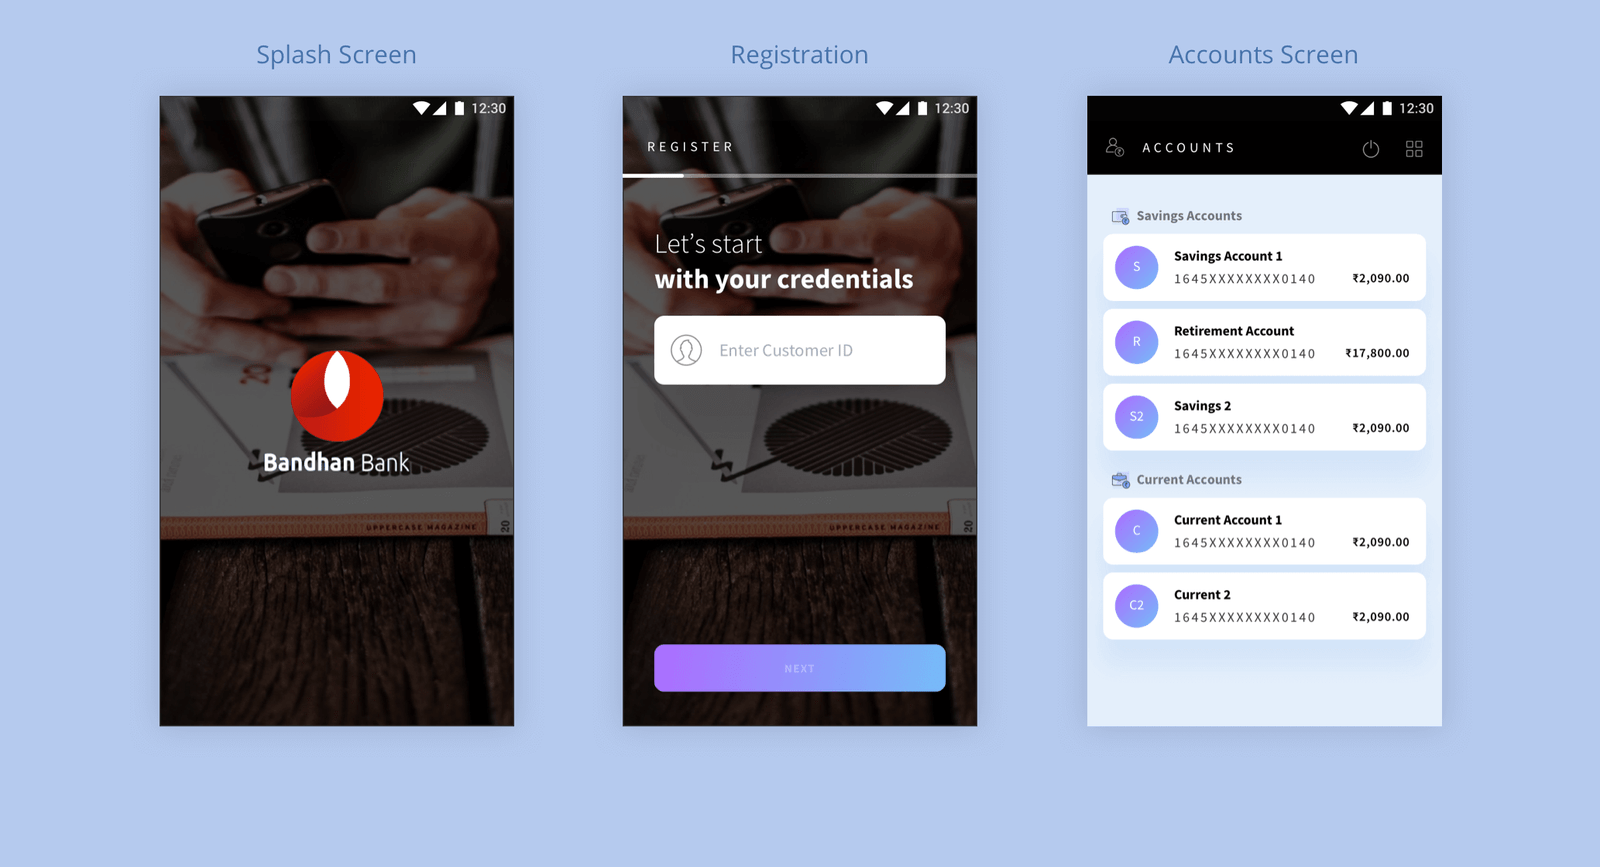 Splash Screen
12:30
20
Bandhan Bank
UPPERCASE MAGAZINE
20
Registration
12:30
REGISTER
Let’s start
with your credentials
Enter Customer ID
UPPERCASE MAGAZINE
20
NEXT
Accounts Screen
12:30
ACCOUNTS
Savings Accounts
S
Savings Account 1
1645XXXXXXXX0140 ₹2,090.00
R
Retirement Account
1645XXXXXXXX0140 ₹17,800.00
S2
Savings 2
1645XXXXXXXX0140 ₹2,090.00
Current Accounts
C
Current Account 1
1645XXXXXXXX0140 ₹2,090.00
C2
Current 2
1645XXXXXXXX0140 ₹2,090.00